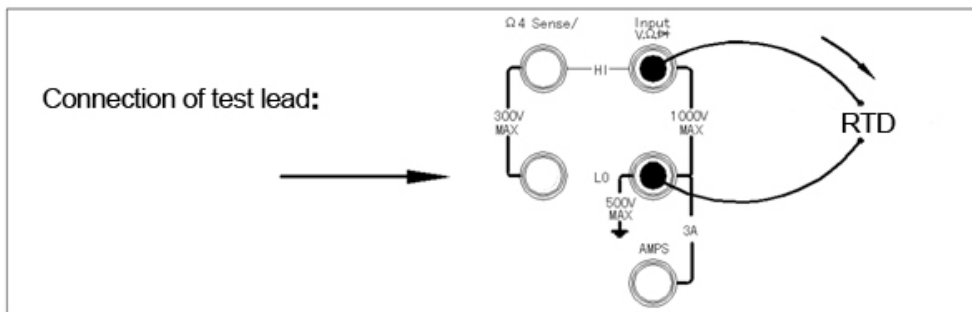 Ω4 Sense/
Input
V.Ω
HI
Connection of test lead:
300V
MAX
1000V
MAX
RTD
LO
500V
MAX
3A
AMPS